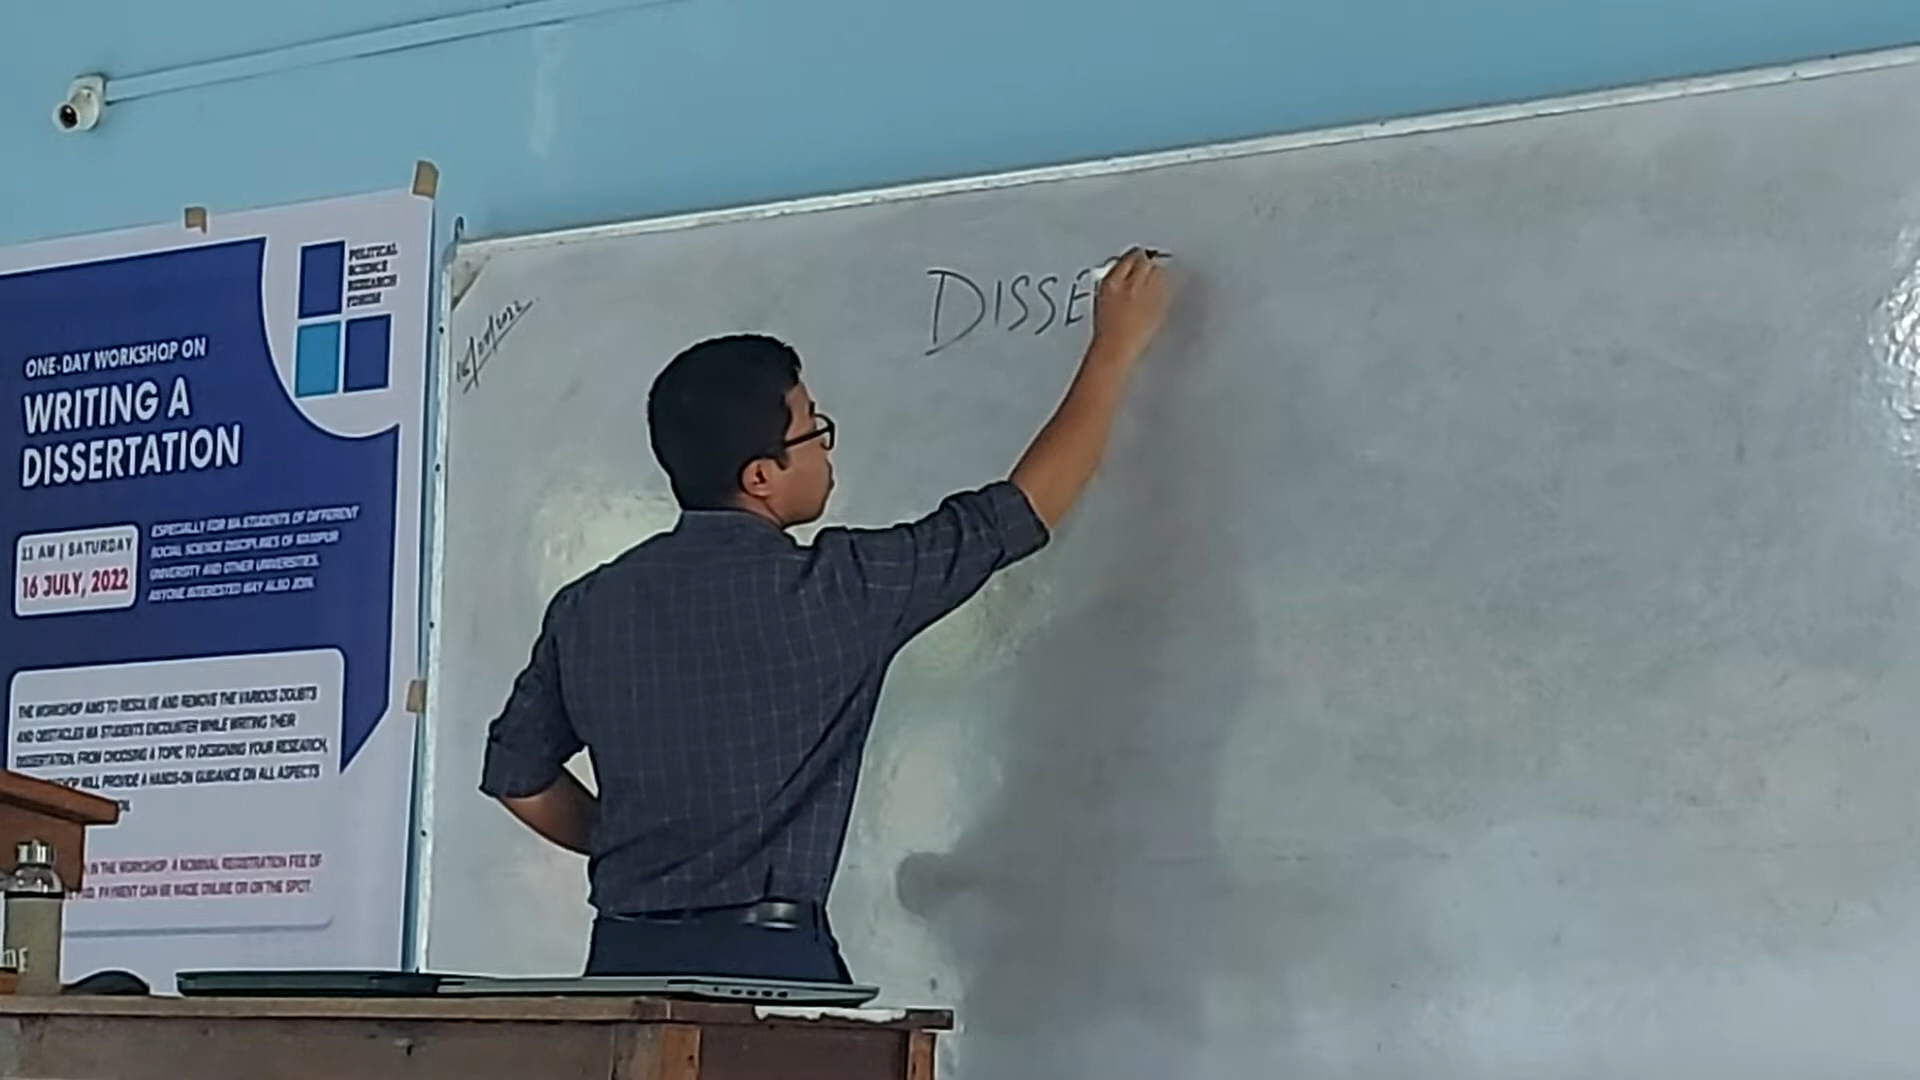 POLITICAL
SCIENCE
RESEARCH
FORUM
ONE-DAY WORKSHOP ON
WRITING A
DISSERTATION
11 AM | SATURDAY
16 JULY, 2022
ESPECIALLY FOR MA STUDENTS OF DIFFERENT
SOCIAL SCIENCE DISCIPLINES OF MANIPUR
UNIVERSITY AND OTHER UNIVERSITIES.
ANYONE INTERESTED MAY ALSO JOIN.
THE WORKSHOP AIMS TO RESOLVE AND REMOVE THE VARIOUS DOUBTS
AND OBSTACLES MA STUDENTS ENCOUNTER WHILE WRITING THEIR
DISSERTATION. FROM CHOOSING A TOPIC TO DESIGNING YOUR RESEARCH,
WILL PROVIDE A HANDS-ON GUIDANCE ON ALL ASPECTS
IN THE WORKSHOP. A NOMINAL REGISTRATION FEE OF
PAYMENT CAN BE MADE ONLINE OR ON THE SPOT.
16/07/2022
DISSE